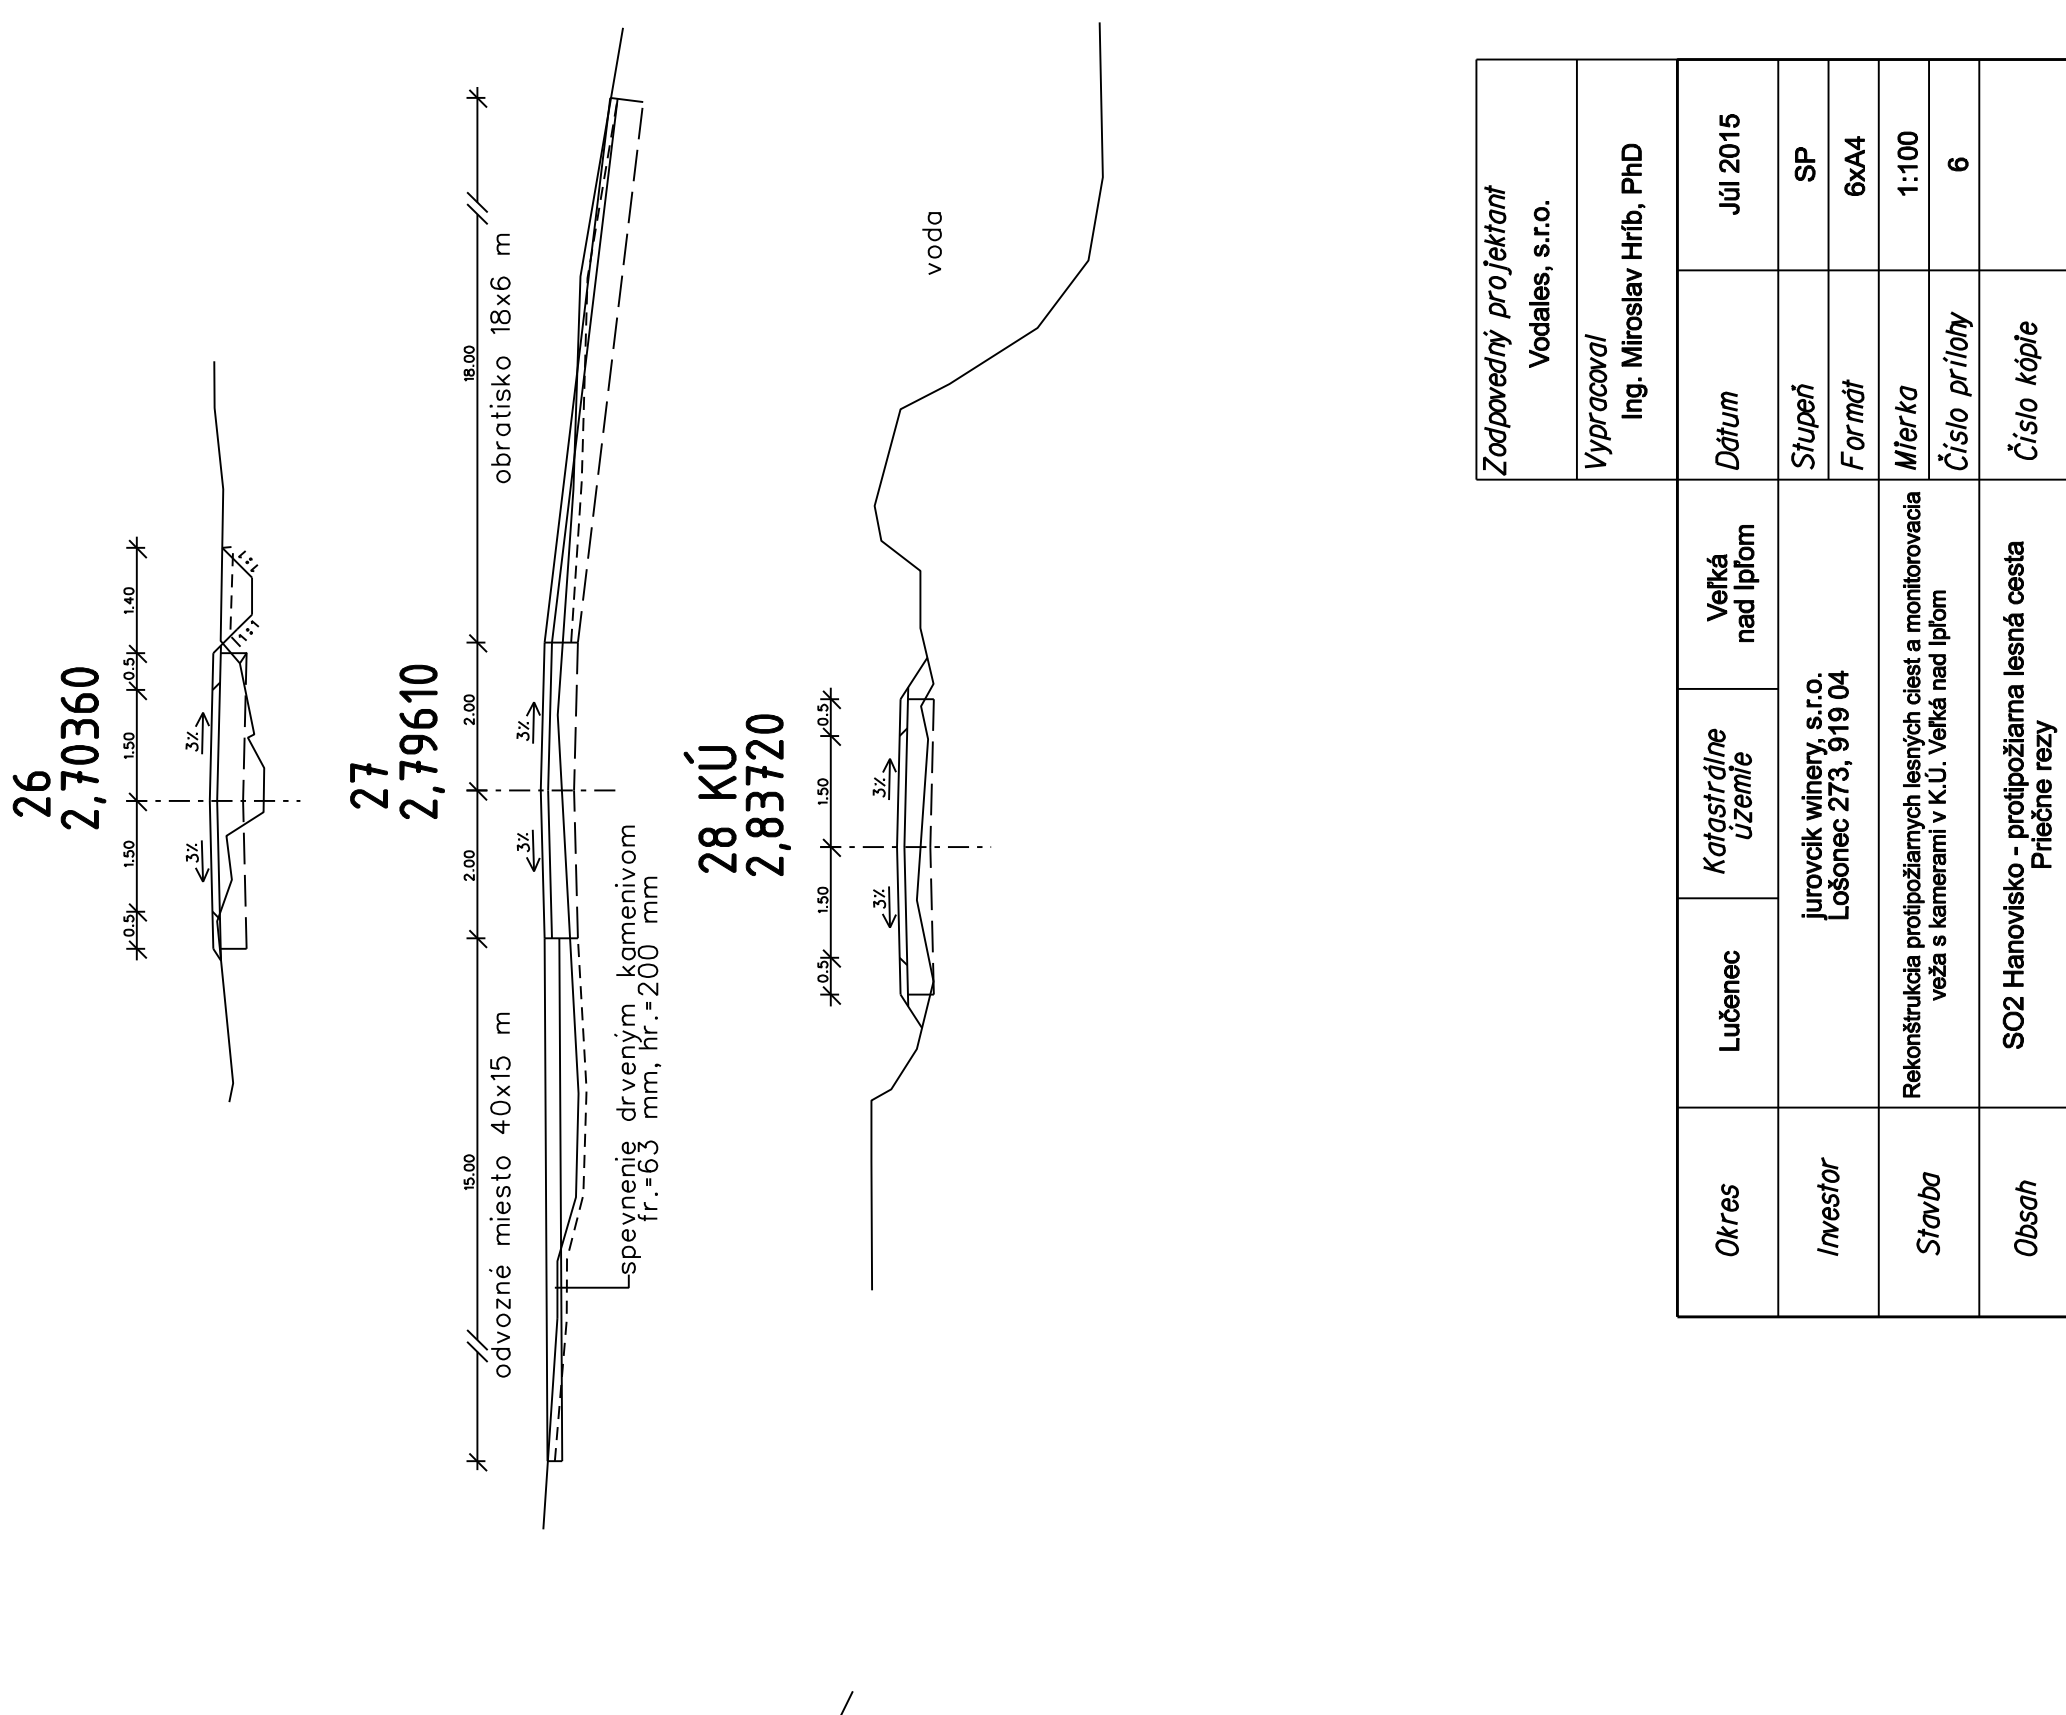 26
2,70360
0.5
1.50
1.50
0.5
1.40
3%
3%
1:1
1:1
27
2,79610
15.00
2.00
2.00
18.00
odvozné miesto 40x15 m
obratisko 18x6 m
3%
3%
spevnenie drveným kamenivom
fr.=63 mm, hr.=200 mm
28 KÚ
2,83720
0.5
1.50
1.50
0.5
3%
3%
voda
Zodpovedný projektant
Vodales, s.r.o.
Vypracoval
Ing. Miroslav Hríb, PhD
Okres
Lučenec
Katastrálne
územie
Veľká
nad Ipľom
Dátum
Júl 2015
Investor
jurovcik winery, s.r.o.
Lošonec 273, 919 04
Stupeň
SP
Formát
6xA4
Stavba
Rekonštrukcia protipožiarnych lesných ciest a monitorovacia
veža s kamerami v K.Ú. Veľká nad Ipľom
Mierka
1:100
Číslo prílohy
6
Obsah
SO2 Hanovisko - protipožiarna lesná cesta
Priečne rezy
Číslo kópie